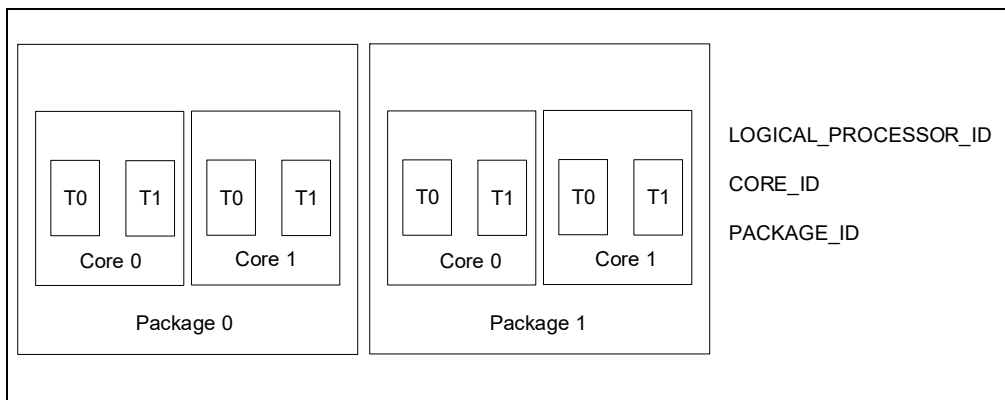 LOGICAL_PROCESSOR_ID
T0 T1 T0 T1 T0 T1 T0 T1
CORE_ID
PACKAGE_ID
Core 0 Core 1 Core 0 Core 1
Package 0 Package 1